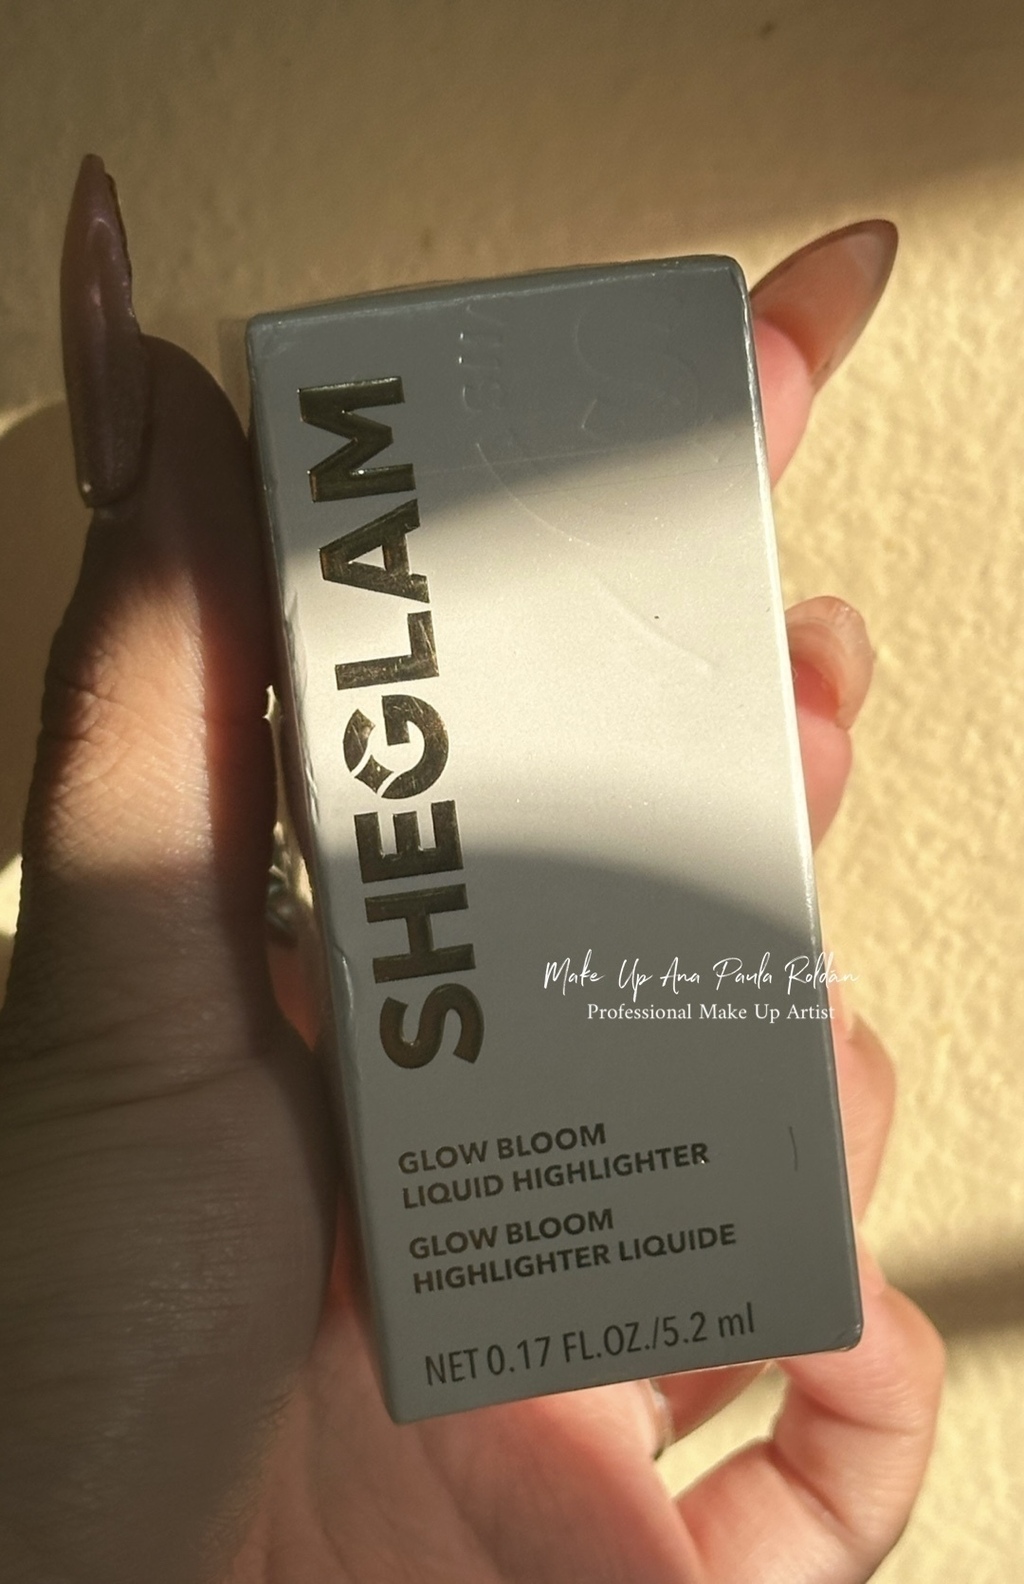 SHEGLAM
Make Up Ana Paula Roldán
Professional Make Up Artist
GLOW BLOOM
LIQUID HIGHLIGHTER
GLOW BLOOM
HIGHLIGHTER LIQUIDE
NET 0.17 FL.OZ./5.2 ml